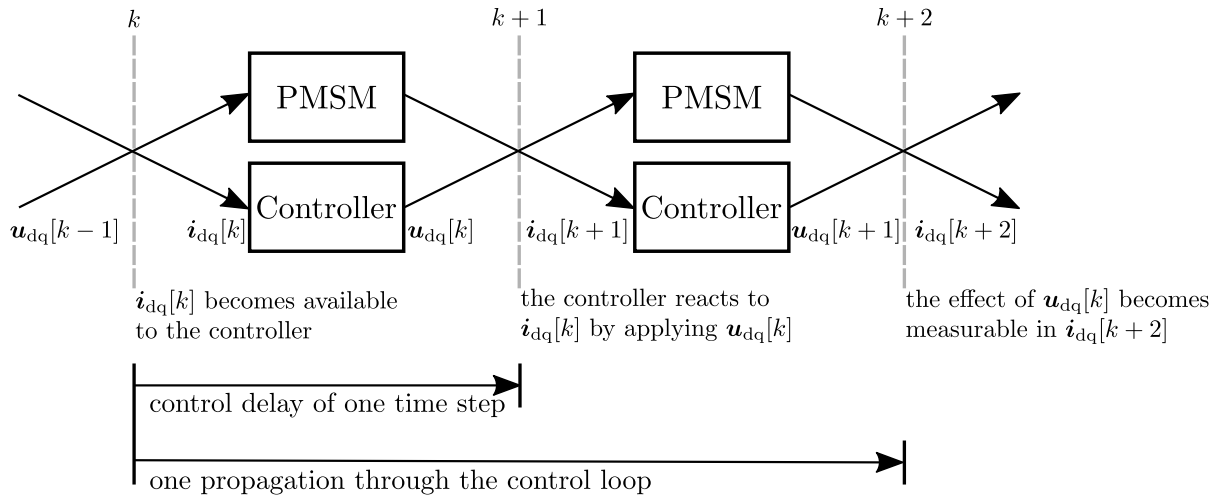 k
k + 1
k + 2
PMSM
PMSM
Controller
Controller
u_dq[k − 1]
i_dq[k]
u_dq[k]
i_dq[k + 1]
u_dq[k + 1]
i_dq[k + 2]
i_dq[k] becomes available
to the controller
the controller reacts to
i_dq[k] by applying u_dq[k]
the effect of u_dq[k] becomes
measurable in i_dq[k + 2]
control delay of one time step
one propagation through the control loop